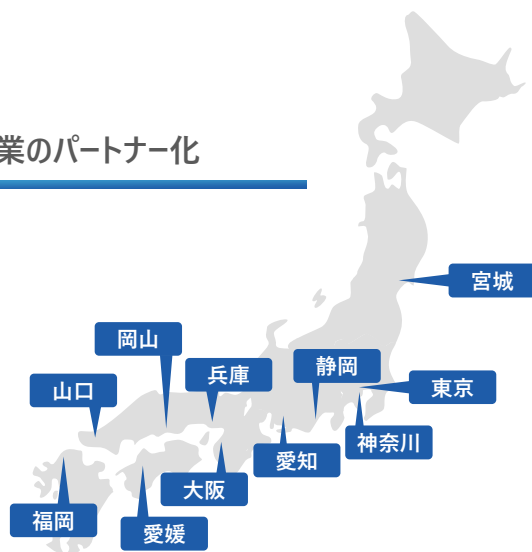 業のパートナー化
宮城
岡山
兵庫
静岡
山口
東京
愛知
神奈川
大阪
福岡
愛媛